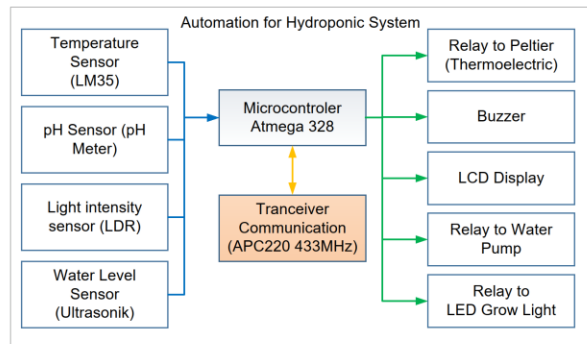 Automation for Hydroponic System
Temperature
Sensor
(LM35)
pH Sensor (pH
Meter)
Light intensity
sensor (LDR)
Water Level
Sensor
(Ultrasonik)
Microcontroler
Atmega 328
Tranceiver
Communication
(APC220 433MHz)
Relay to Peltier
(Thermoelectric)
Buzzer
LCD Display
Relay to Water
Pump
Relay to
LED Grow Light